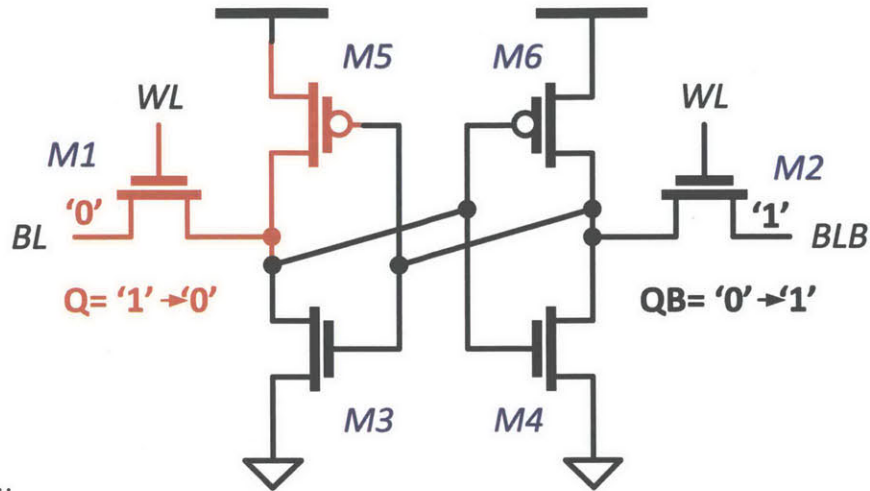 M5
M6
WL
WL
M1
M2
‘0’
‘1’
BL
BLB
Q= ‘1’→‘0’
QB= ‘0’→‘1’
M3
M4